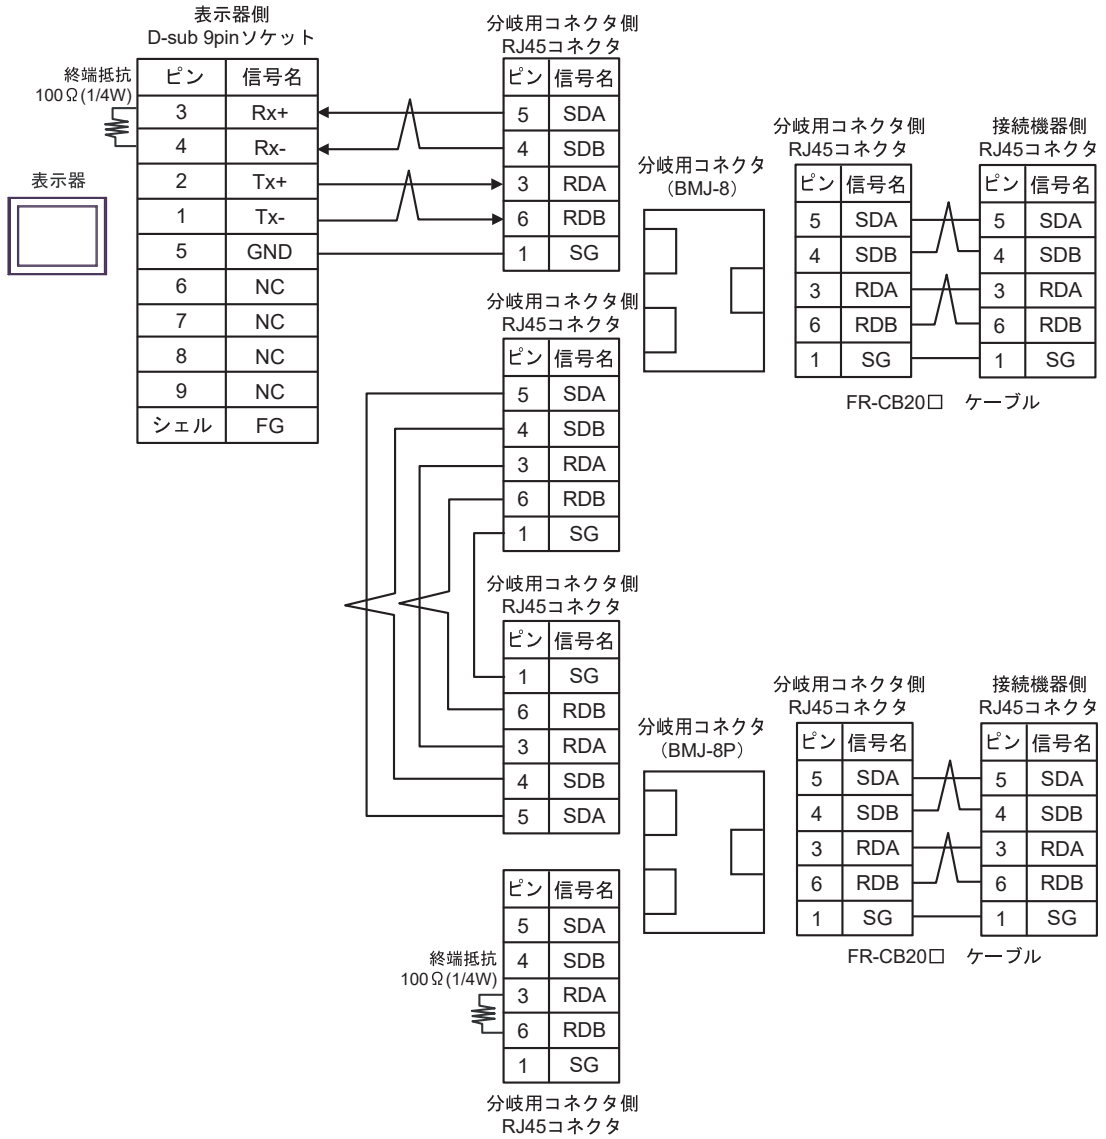 表示器側
D-sub 9pinソケット
終端抵抗
100Ω(1/4W)
ピン 信号名
3 Rx+
4 Rx-
2 Tx+
1 Tx-
5 GND
6 NC
7 NC
8 NC
9 NC
シェル FG
表示器
分岐用コネクタ側
RJ45コネクタ
ピン 信号名
5 SDA
4 SDB
3 RDA
6 RDB
1 SG
分岐用コネクタ
(BMJ-8)
分岐用コネクタ側
RJ45コネクタ
ピン 信号名
5 SDA
4 SDB
3 RDA
6 RDB
1 SG
接続機器側
RJ45コネクタ
ピン 信号名
5 SDA
4 SDB
3 RDA
6 RDB
1 SG
FR-CB20□ ケーブル
分岐用コネクタ側
RJ45コネクタ
ピン 信号名
5 SDA
4 SDB
3 RDA
6 RDB
1 SG
分岐用コネクタ側
RJ45コネクタ
ピン 信号名
1 SG
6 RDB
3 RDA
4 SDB
5 SDA
分岐用コネクタ
(BMJ-8P)
分岐用コネクタ側
RJ45コネクタ
ピン 信号名
5 SDA
4 SDB
3 RDA
6 RDB
1 SG
接続機器側
RJ45コネクタ
ピン 信号名
5 SDA
4 SDB
3 RDA
6 RDB
1 SG
FR-CB20□ ケーブル
終端抵抗
100Ω(1/4W)
ピン 信号名
5 SDA
4 SDB
3 RDA
6 RDB
1 SG
分岐用コネクタ側
RJ45コネクタ